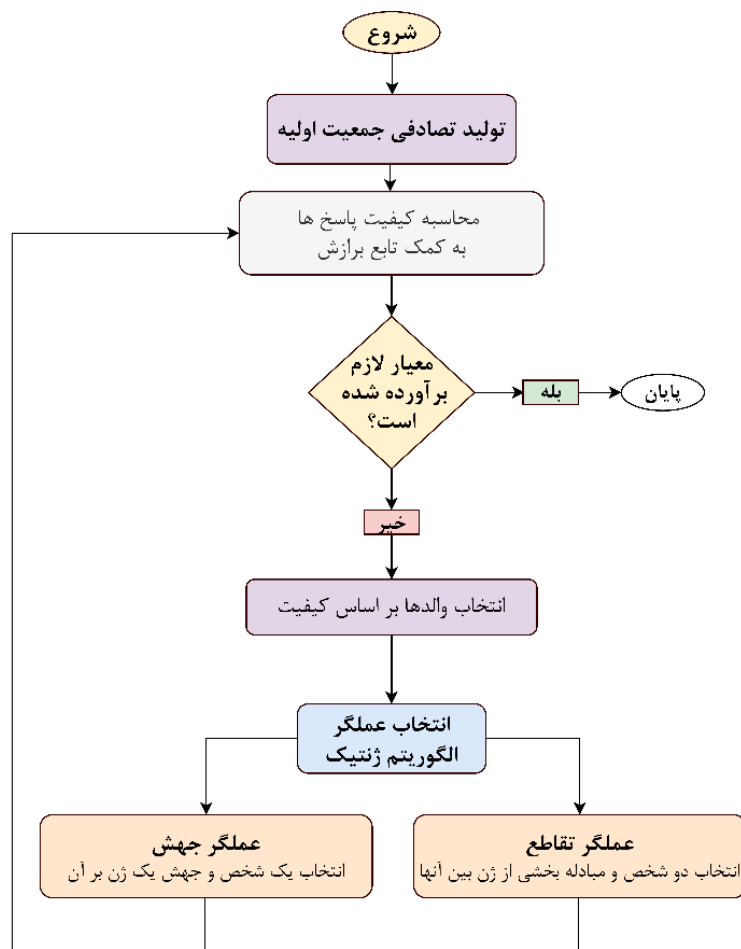 شروع
تولید تصادفی جمعیت اولیه
محاسبه کیفیت پاسخ ها
به کمک تابع برازش
معیار لازم
برآورده شده
است؟
بله
پایان
خیر
انتخاب والدها بر اساس کیفیت
انتخاب عملگر
الگوریتم ژنتیک
عملگر تقاطع
انتخاب دو شخص و مبادله بخشی از ژن بین آنها
عملگر جهش
انتخاب یک شخص و جهش یک ژن بر آن